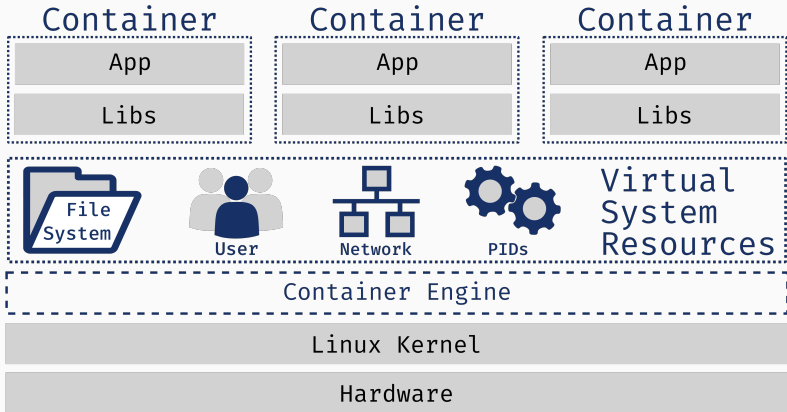 Container Container Container
App App App
Libs Libs Libs
File
System
User
Network
PIDs
Virtual
System
Resources
Container Engine
Linux Kernel
Hardware